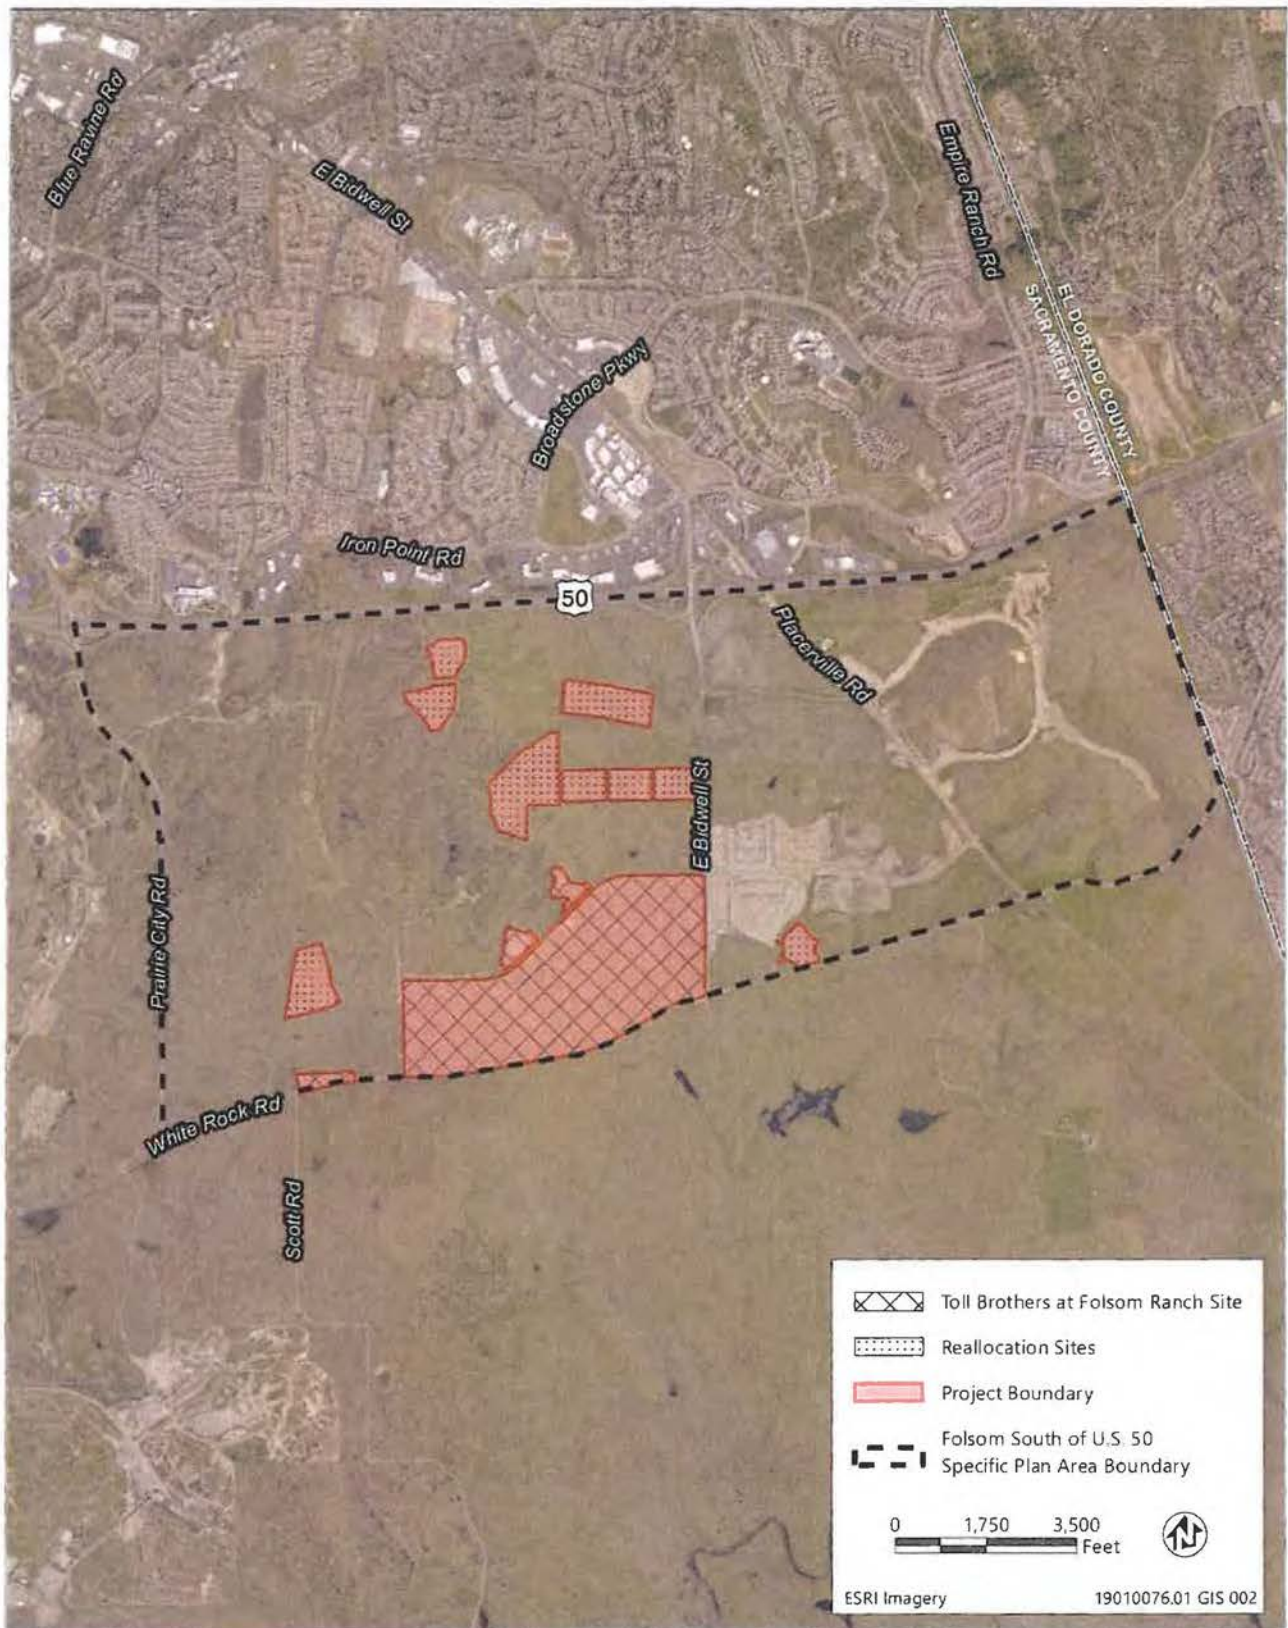 Blue Ravine Rd
E Bidwell St
Empire Ranch Rd
EL DORADO COUNTY
SACRAMENTO COUNTY
Broadstone Pkwy
Iron Point Rd
50
Placerville Rd
E Bidwell St
Prairie City Rd
White Rock Rd
Scott Rd
Toll Brothers at Folsom Ranch Site
Reallocation Sites
Project Boundary
Folsom South of U.S. 50
Specific Plan Area Boundary
0 1,750 3,500
Feet
N
ESRI Imagery 19010076.01 GIS 002